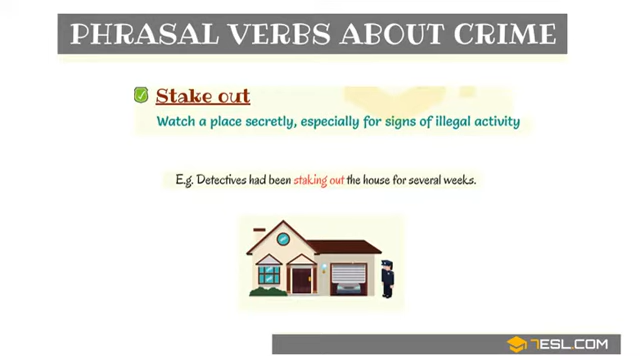 PHRASAL VERBS ABOUT CRIME
Stake out
Watch a place secretly, especially for signs of illegal activity
E.g. Detectives had been staking out the house for several weeks.
7ESL.COM